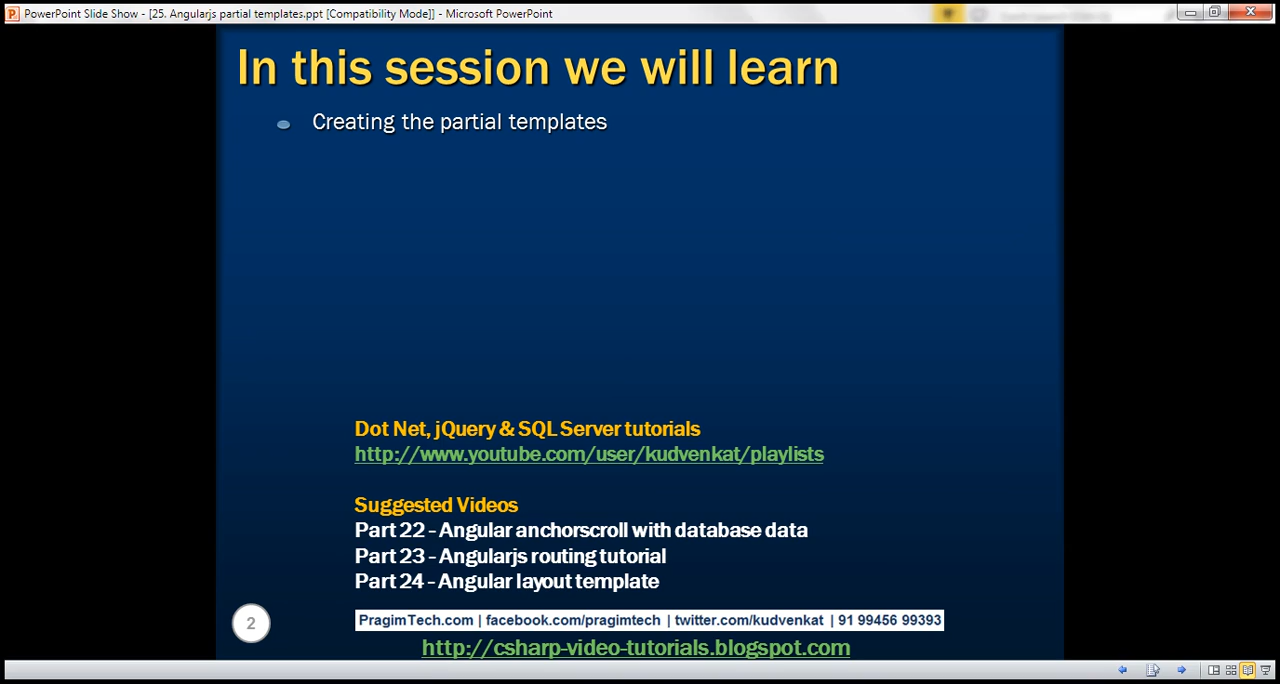 PowerPoint Slide Show - [25. Angularjs partial templates.ppt [Compatibility Mode]] - Microsoft PowerPoint
In this session we will learn
Creating the partial templates
Dot Net, jQuery & SQL Server tutorials
http://www.youtube.com/user/kudvenkat/playlists
Suggested Videos
Part 22 - Angular anchorscroll with database data
Part 23 - Angularjs routing tutorial
Part 24 - Angular layout template
2
PragimTech.com | facebook.com/pragimtech | twitter.com/kudvenkat | 91 99456 99393
http://csharp-video-tutorials.blogspot.com